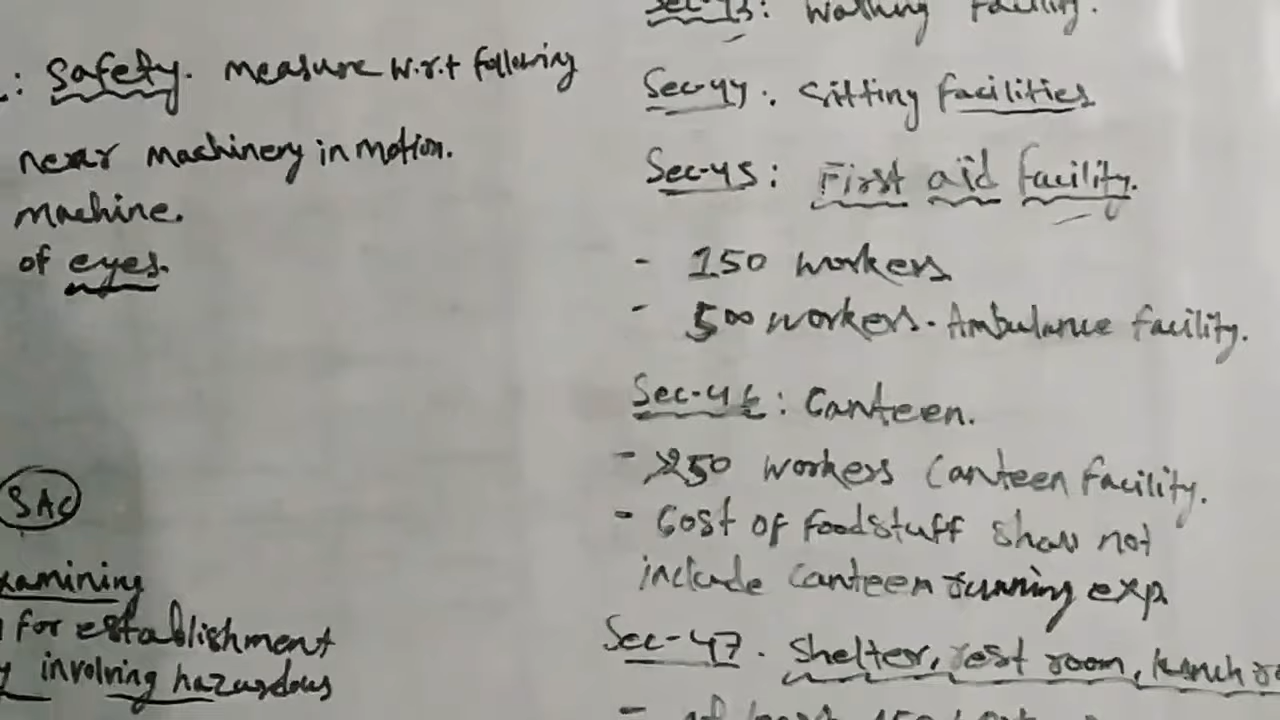 : Safety. measure w.r.t following
near machinery in motion.
machine.
of eyes.
SAC
xamining
for establishment
y involving hazardous
facility.
Sec-44. Sitting facilities
Sec-45: First aid facility.
- 150 workers
- 500 workers. Ambulance facility.
Sec-46: Canteen.
- 250 workers Canteen facility.
- Cost of foodstuff shall not
include canteen running exp
Sec-47. Shelter, rest room, lunch